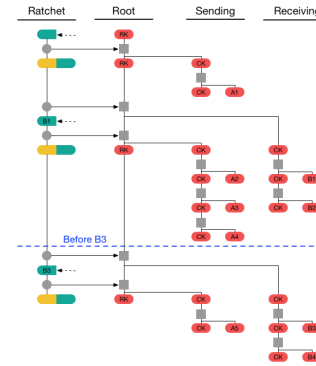 Ratchet Root Sending Receiving
RK
RK CK
CK A1
B1
RK CK CK
CK A2 CK B1
CK A3 CK B2
CK A4
Before B3
B3
RK CK CK
CK A5 CK B3
CK B4